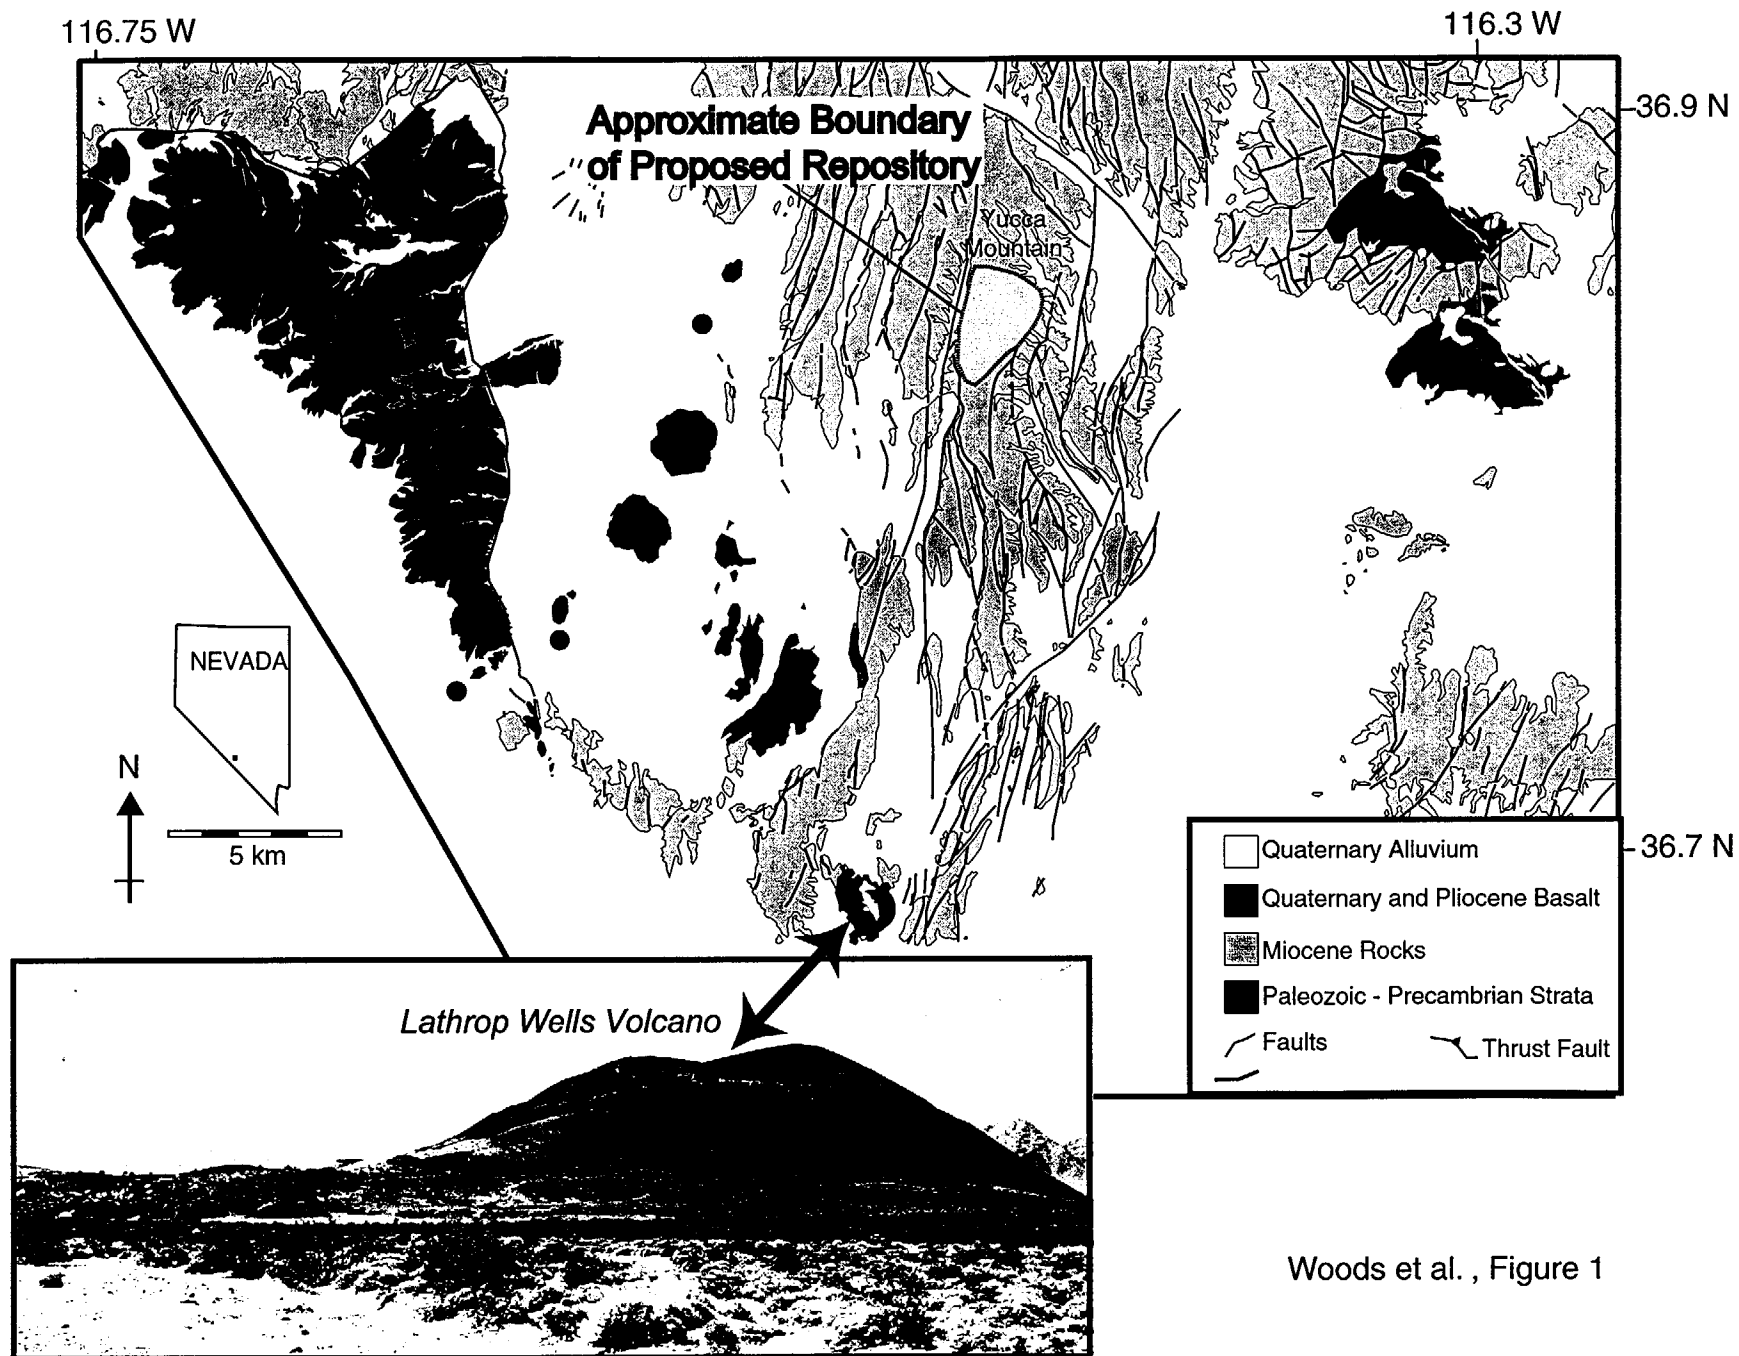 116.75 W
116.3 W
36.9 N
Approximate Boundary
of Proposed Repository
Yucca
Mountain
NEVADA
N
5 km
36.7 N
Quaternary Alluvium
Quaternary and Pliocene Basalt
Miocene Rocks
Paleozoic - Precambrian Strata
Faults
Thrust Fault
Lathrop Wells Volcano
Woods et al. , Figure 1